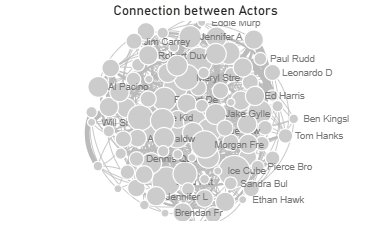 Connection between Actors
Eddie Murp
Jennifer A
Jim Carrey
Robert Duv
Paul Rudd
Leonardo D
Al Pacino
Ed Harris
Jake Gylle
Ben Kingsl
Tom Hanks
Morgan Fre
Dennis
Ice Cube
Pierce Bro
Sandra Bul
Jennifer L
Ethan Hawk
Brendan Fr